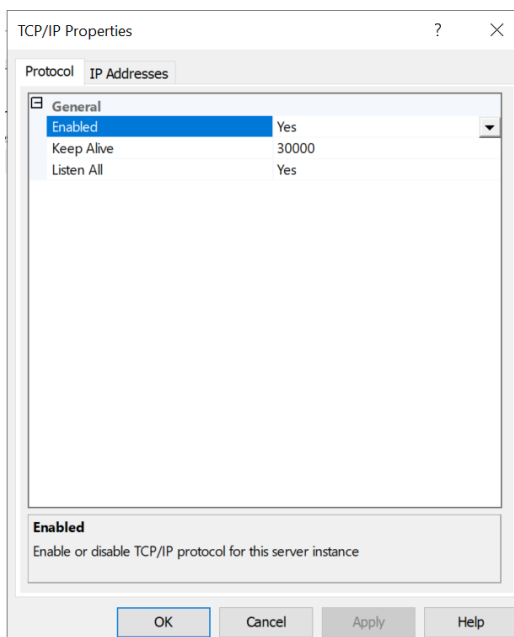 TCP/IP Properties
?
Protocol IP Addresses
General
Enabled Yes
Keep Alive 30000
Listen All Yes
Enabled
Enable or disable TCP/IP protocol for this server instance
OK Cancel Apply Help